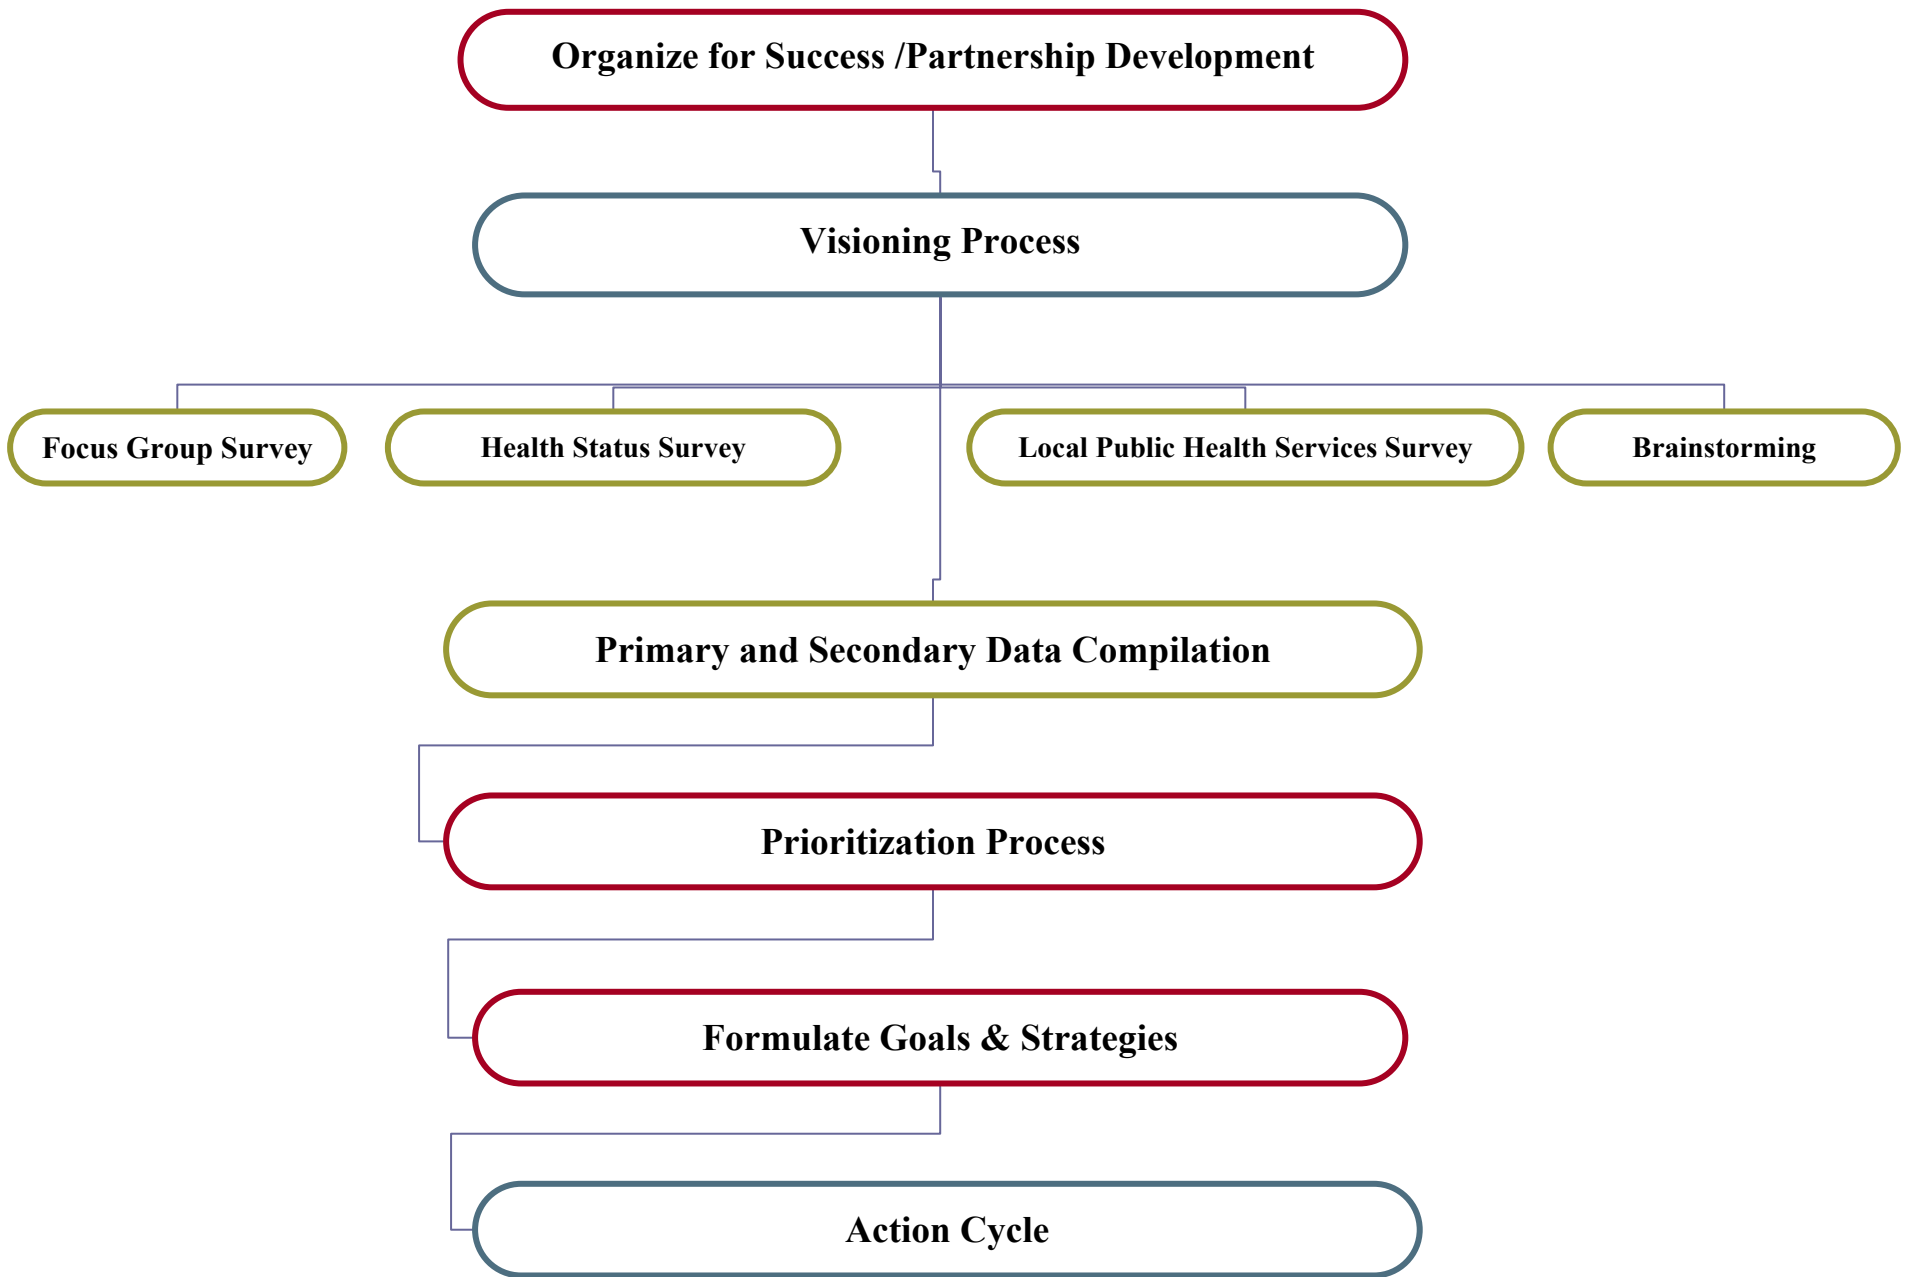 Organize for Success /Partnership Development
Visioning Process
Focus Group Survey
Health Status Survey
Local Public Health Services Survey
Brainstorming
Primary and Secondary Data Compilation
Prioritization Process
Formulate Goals & Strategies
Action Cycle